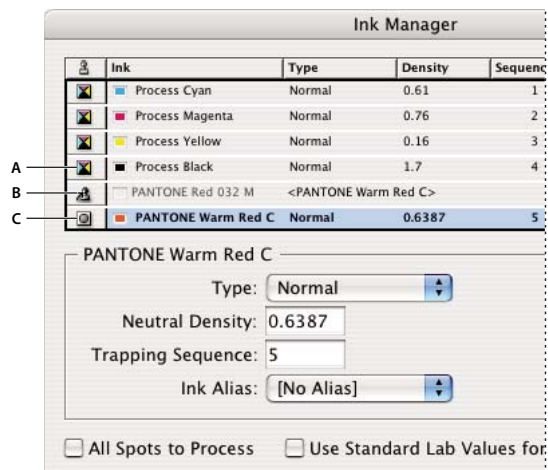 Ink Manager
Ink Type Density Sequenc
Process Cyan Normal 0.61 1
Process Magenta Normal 0.76 2
Process Yellow Normal 0.16 3
A Process Black Normal 1.7 4
B PANTONE Red 032 M <PANTONE Warm Red C>
C PANTONE Warm Red C Normal 0.6387 5
PANTONE Warm Red C
Type: Normal
Neutral Density: 0.6387
Trapping Sequence: 5
Ink Alias: [No Alias]
All Spots to Process Use Standard Lab Values for